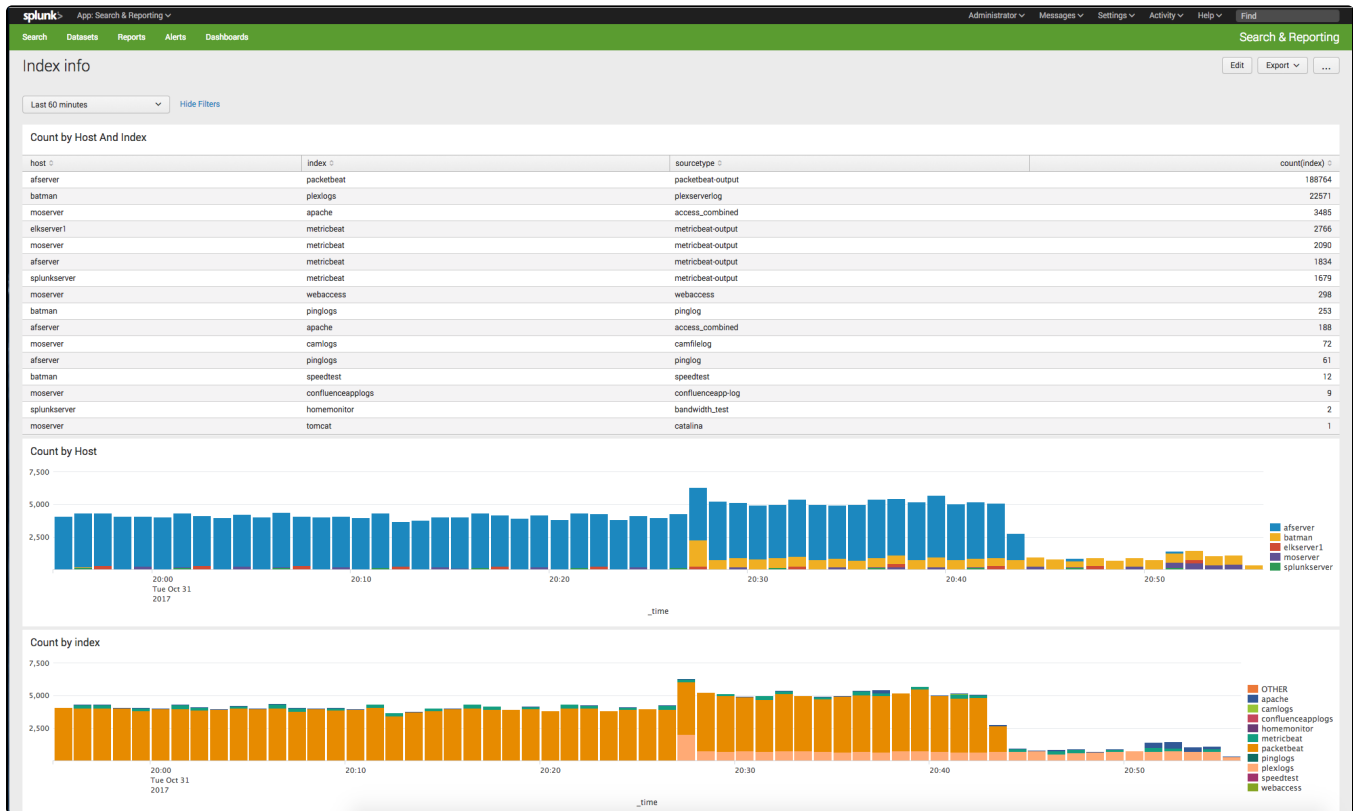 splunk> App: Search & Reporting Administrator Messages Settings Activity Help Find
Search Datasets Reports Alerts Dashboards Search & Reporting
Index info Edit Export ...
Last 60 minutes Hide Filters
Count by Host And Index
host index sourcetype count(index)
afserver packetbeat packetbeat-output 188764
batman plexlogs plexserverlog 22571
moserver apache access_combined 3485
elkserver1 metricbeat metricbeat-output 2766
moserver metricbeat metricbeat-output 2090
afserver metricbeat metricbeat-output 1834
splunkserver metricbeat metricbeat-output 1679
moserver webaccess webaccess 298
batman pinglogs pinglog 253
afserver apache access_combined 188
moserver camlogs camfilelog 72
afserver pinglogs pinglog 61
batman speedtest speedtest 12
moserver confluenceapplogs confluenceapp-log 9
splunkserver homemonitor bandwidth_test 2
moserver tomcat catalina 1
Count by Host
7,500
5,000
2,500
afserver
batman
elkserver1
moserver
splunkserver
20:00 20:10 20:20 20:30 20:40 20:50
Tue Oct 31
2017
_time
Count by index
7,500
5,000
2,500
OTHER
apache
camlogs
confluenceapplogs
homemonitor
metricbeat
packetbeat
pinglogs
plexlogs
speedtest
webaccess
20:00 20:10 20:20 20:30 20:40 20:50
Tue Oct 31
2017
_time